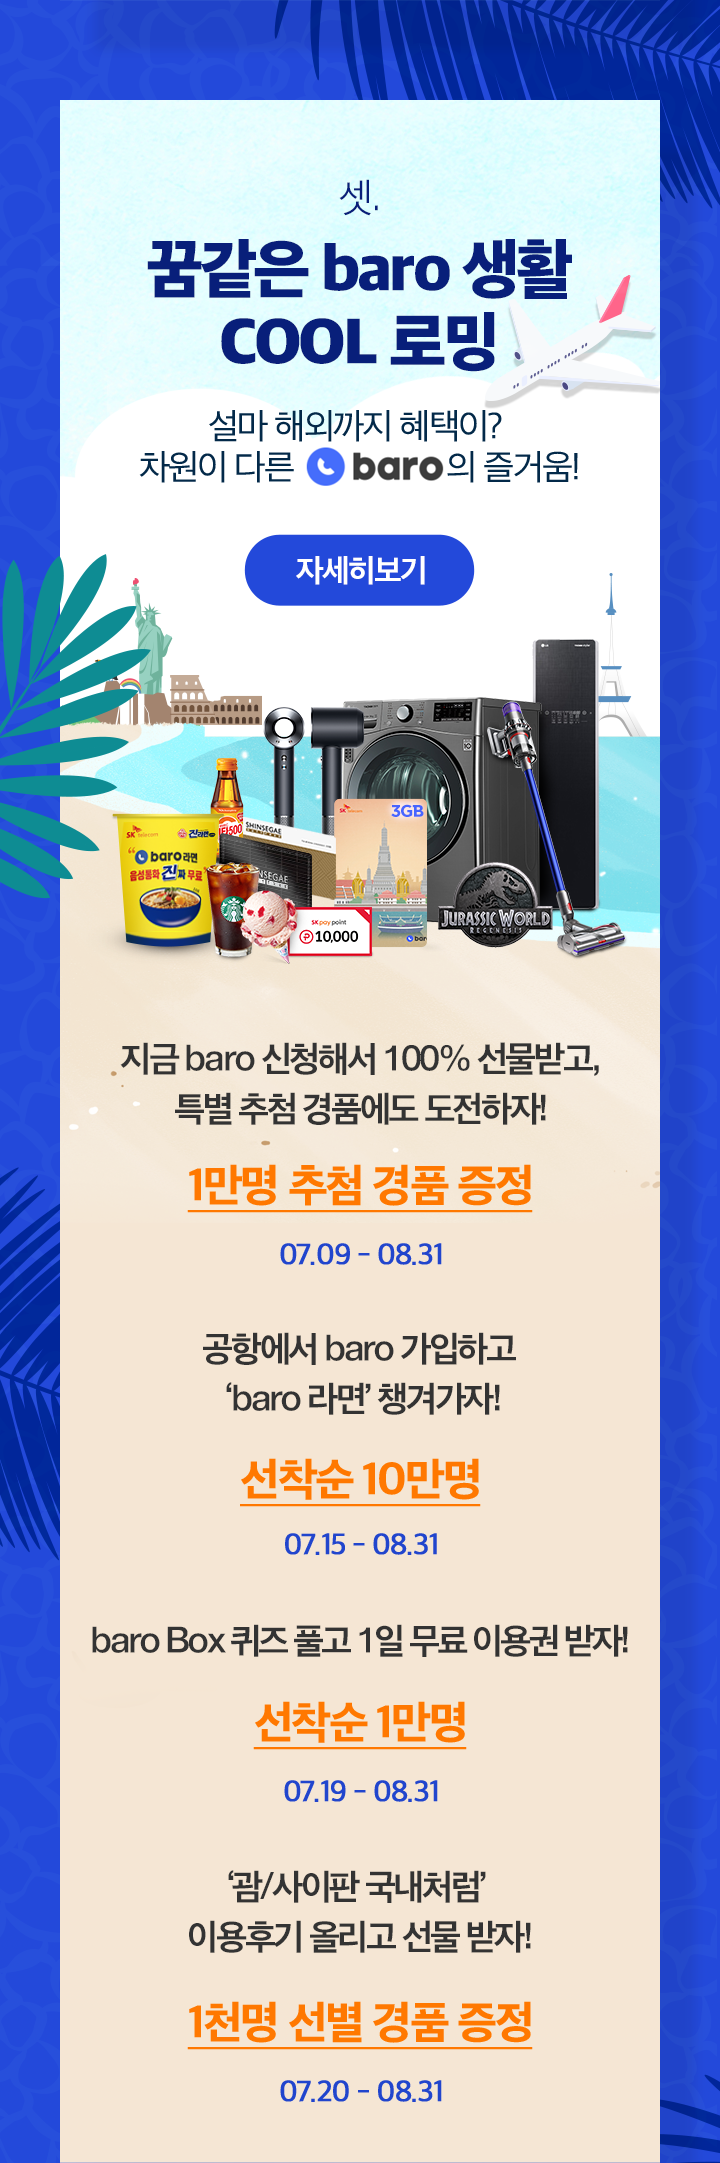 셋.
꿈같은 baro 생활
COOL 로밍
설마 해외까지 혜택이?
차원이 다른 baro의 즐거움!
자세히보기
LG
SK telecom
진라면
“ baro 라면
음성통화 진짜 무료”
타500
SHINSEGAE
SHINSEGAE
SK telecom
3GB
baro
SK pay point
P 10,000
JURASSIC WORLD
REGENESIS
지금 baro 신청해서 100% 선물받고,
특별 추첨 경품에도 도전하자!
1만명 추첨 경품 증정
07.09 - 08.31
공항에서 baro 가입하고
‘baro 라면’ 챙겨가자!
선착순 10만명
07.15 - 08.31
baro Box 퀴즈 풀고 1일 무료 이용권 받자!
선착순 1만명
07.19 - 08.31
‘괌/사이판 국내처럼’
이용후기 올리고 선물 받자!
1천명 선별 경품 증정
07.20 - 08.31